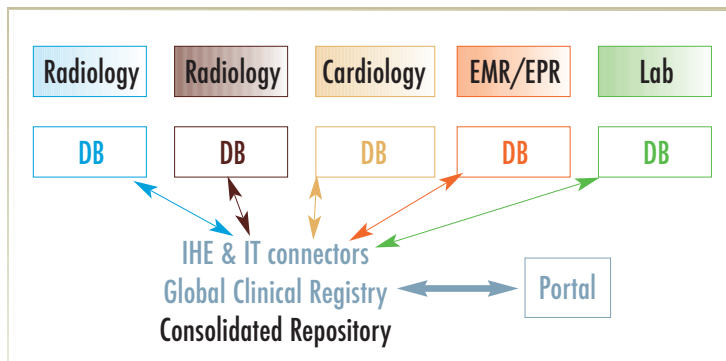 Radiology
Radiology
Cardiology
EMR/EPR
Lab
DB
DB
DB
DB
DB
IHE & IT connectors
Global Clinical Registry
Consolidated Repository
Portal